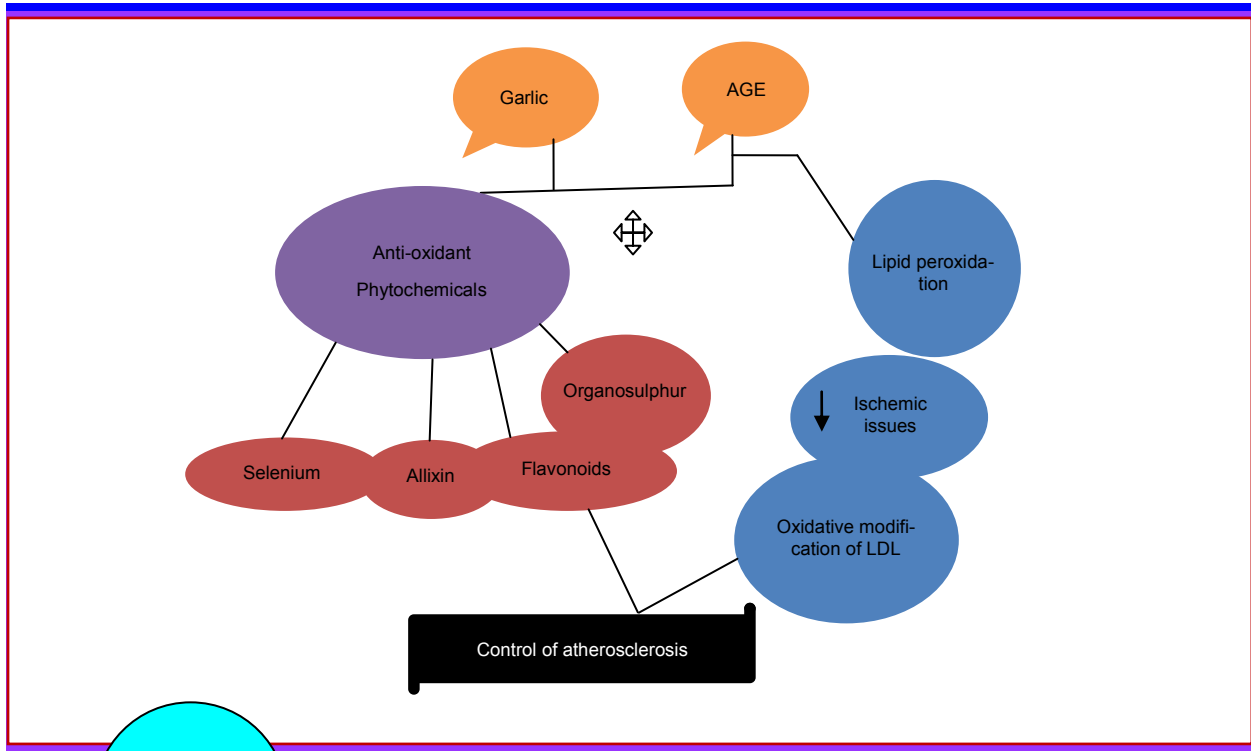 Garlic
AGE
Anti-oxidant
Phytochemicals
Lipid peroxida-
tion
Organosulphur
Ischemic
issues
Selenium
Allixin
Flavonoids
Oxidative modifi-
cation of LDL
Control of atherosclerosis